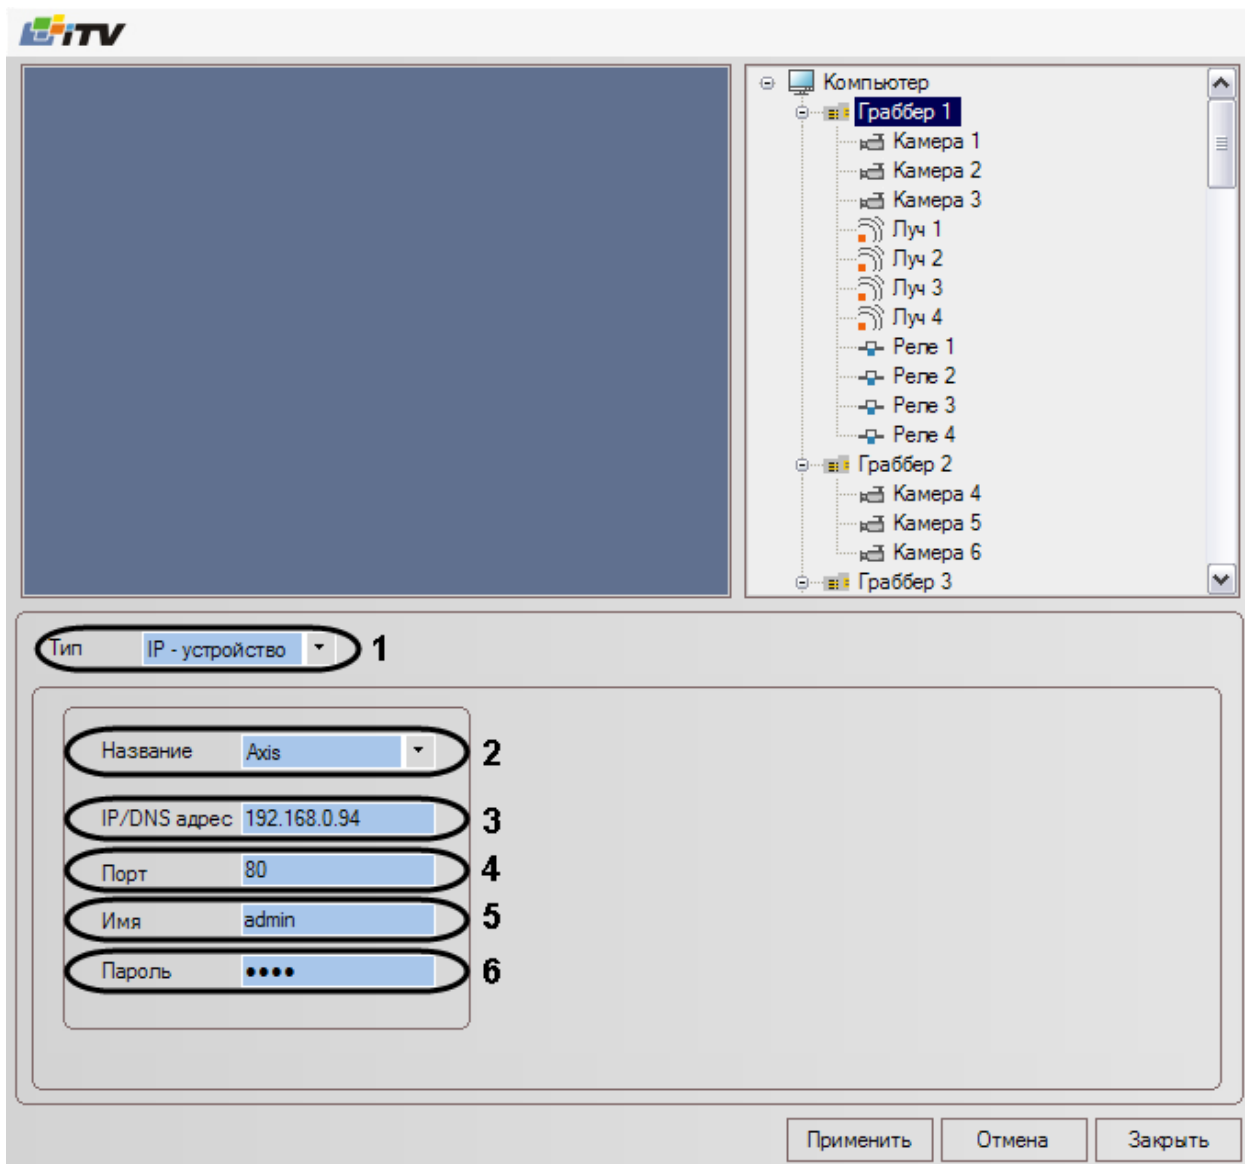 iTV
Компьютер
Граббер 1
Камера 1
Камера 2
Камера 3
Луч 1
Луч 2
Луч 3
Луч 4
Реле 1
Реле 2
Реле 3
Реле 4
Граббер 2
Камера 4
Камера 5
Камера 6
Граббер 3
Тип IP - устройство 1
Название Axis 2
IP/DNS адрес 192.168.0.94 3
Порт 80 4
Имя admin 5
Пароль •••• 6
Применить Отмена Закрыть